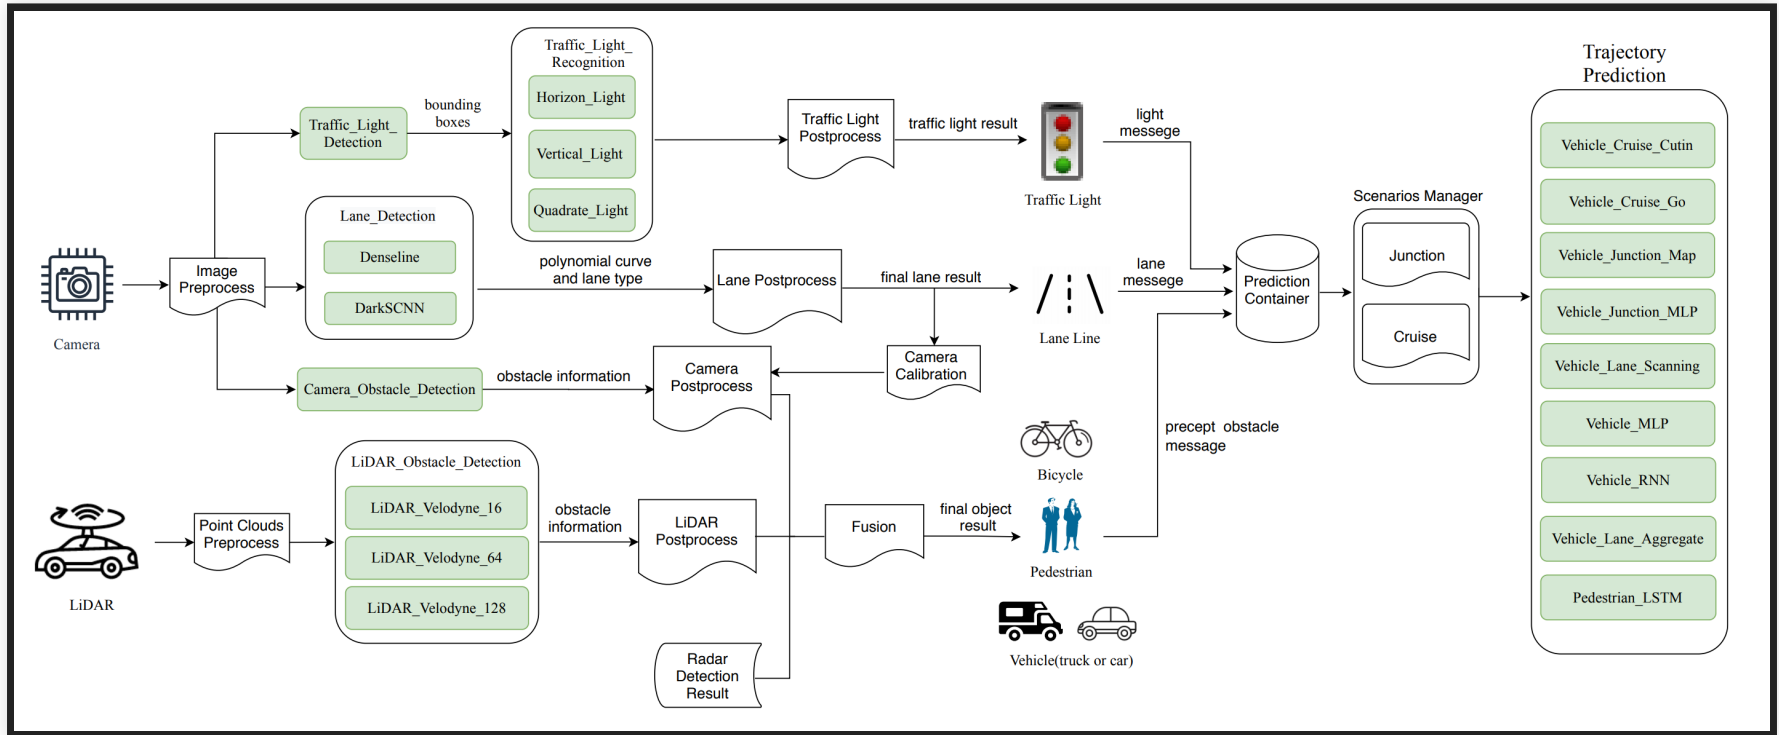 Traffic_Light_
Recognition
Horizon_Light
Vertical_Light
Quadrate_Light
bounding
boxes
Traffic_Light_
Detection
Traffic Light
Postprocess
traffic light result
Traffic Light
light
messege
Lane_Detection
Denseline
DarkSCNN
Image
Preprocess
Camera
polynomial curve
and lane type
Lane Postprocess
final lane result
Lane Line
lane
messege
Camera
Calibration
Camera
Postprocess
obstacle information
Camera_Obstacle_Detection
Prediction
Container
Scenarios Manager
Junction
Cruise
precept obstacle
message
Bicycle
Pedestrian
Vehicle(truck or car)
LiDAR_Obstacle_Detection
LiDAR_Velodyne_16
LiDAR_Velodyne_64
LiDAR_Velodyne_128
Point Clouds
Preprocess
LiDAR
obstacle
information
LiDAR
Postprocess
Fusion
final object
result
Radar
Detection
Result
Trajectory
Prediction
Vehicle_Cruise_Cutin
Vehicle_Cruise_Go
Vehicle_Junction_Map
Vehicle_Junction_MLP
Vehicle_Lane_Scanning
Vehicle_MLP
Vehicle_RNN
Vehicle_Lane_Aggregate
Pedestrian_LSTM